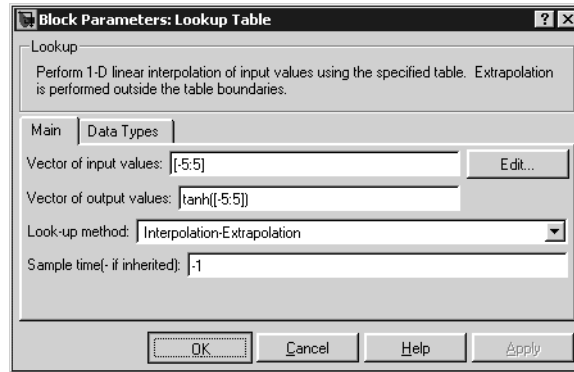 Block Parameters: Lookup Table
Lookup
Perform 1-D linear interpolation of input values using the specified table. Extrapolation
is performed outside the table boundaries.
Main Data Types
Vector of input values: [-5:5] Edit...
Vector of output values: tanh([-5:5])
Look-up method: Interpolation-Extrapolation
Sample time(- if inherited): -1
OK Cancel Help Apply